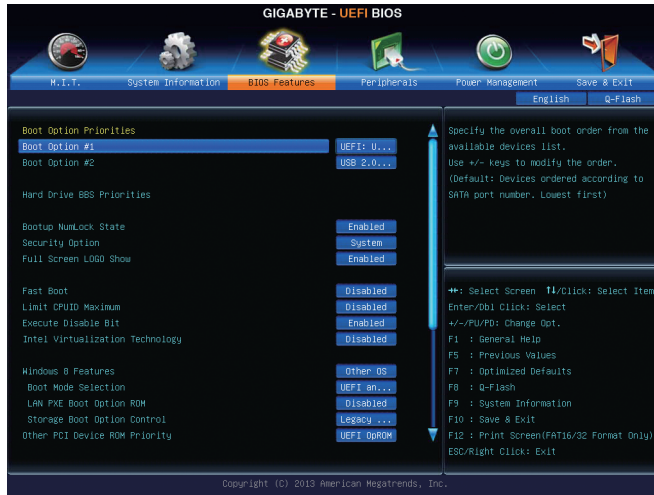 GIGABYTE - UEFI BIOS
M.I.T. System Information BIOS Features Peripherals Power Management Save & Exit
English Q-Flash
Boot Option Priorities
Boot Option #1 UEFI: U...
Boot Option #2 USB 2.0...
Hard Drive BBS Priorities
Bootup NumLock State Enabled
Security Option System
Full Screen LOGO Show Enabled
Fast Boot Disabled
Limit CPUID Maximum Disabled
Execute Disable Bit Enabled
Intel Virtualization Technology Disabled
Windows 8 Features Other OS
Boot Mode Selection UEFI an...
LAN PXE Boot Option ROM Disabled
Storage Boot Option Control Legacy ...
Other PCI Device ROM Priority UEFI OpROM
Specify the overall boot order from the
available devices list.
Use +/- keys to modify the order.
(Default: Devices ordered according to
SATA port number. Lowest first)
→←: Select Screen ↑↓/Click: Select Item
Enter/Dbl Click: Select
+/-/PU/PD: Change Opt.
F1 : General Help
F5 : Previous Values
F7 : Optimized Defaults
F8 : Q-Flash
F9 : System Information
F10 : Save & Exit
F12 : Print Screen(FAT16/32 Format Only)
ESC/Right Click: Exit
Copyright (C) 2013 American Megatrends, Inc.